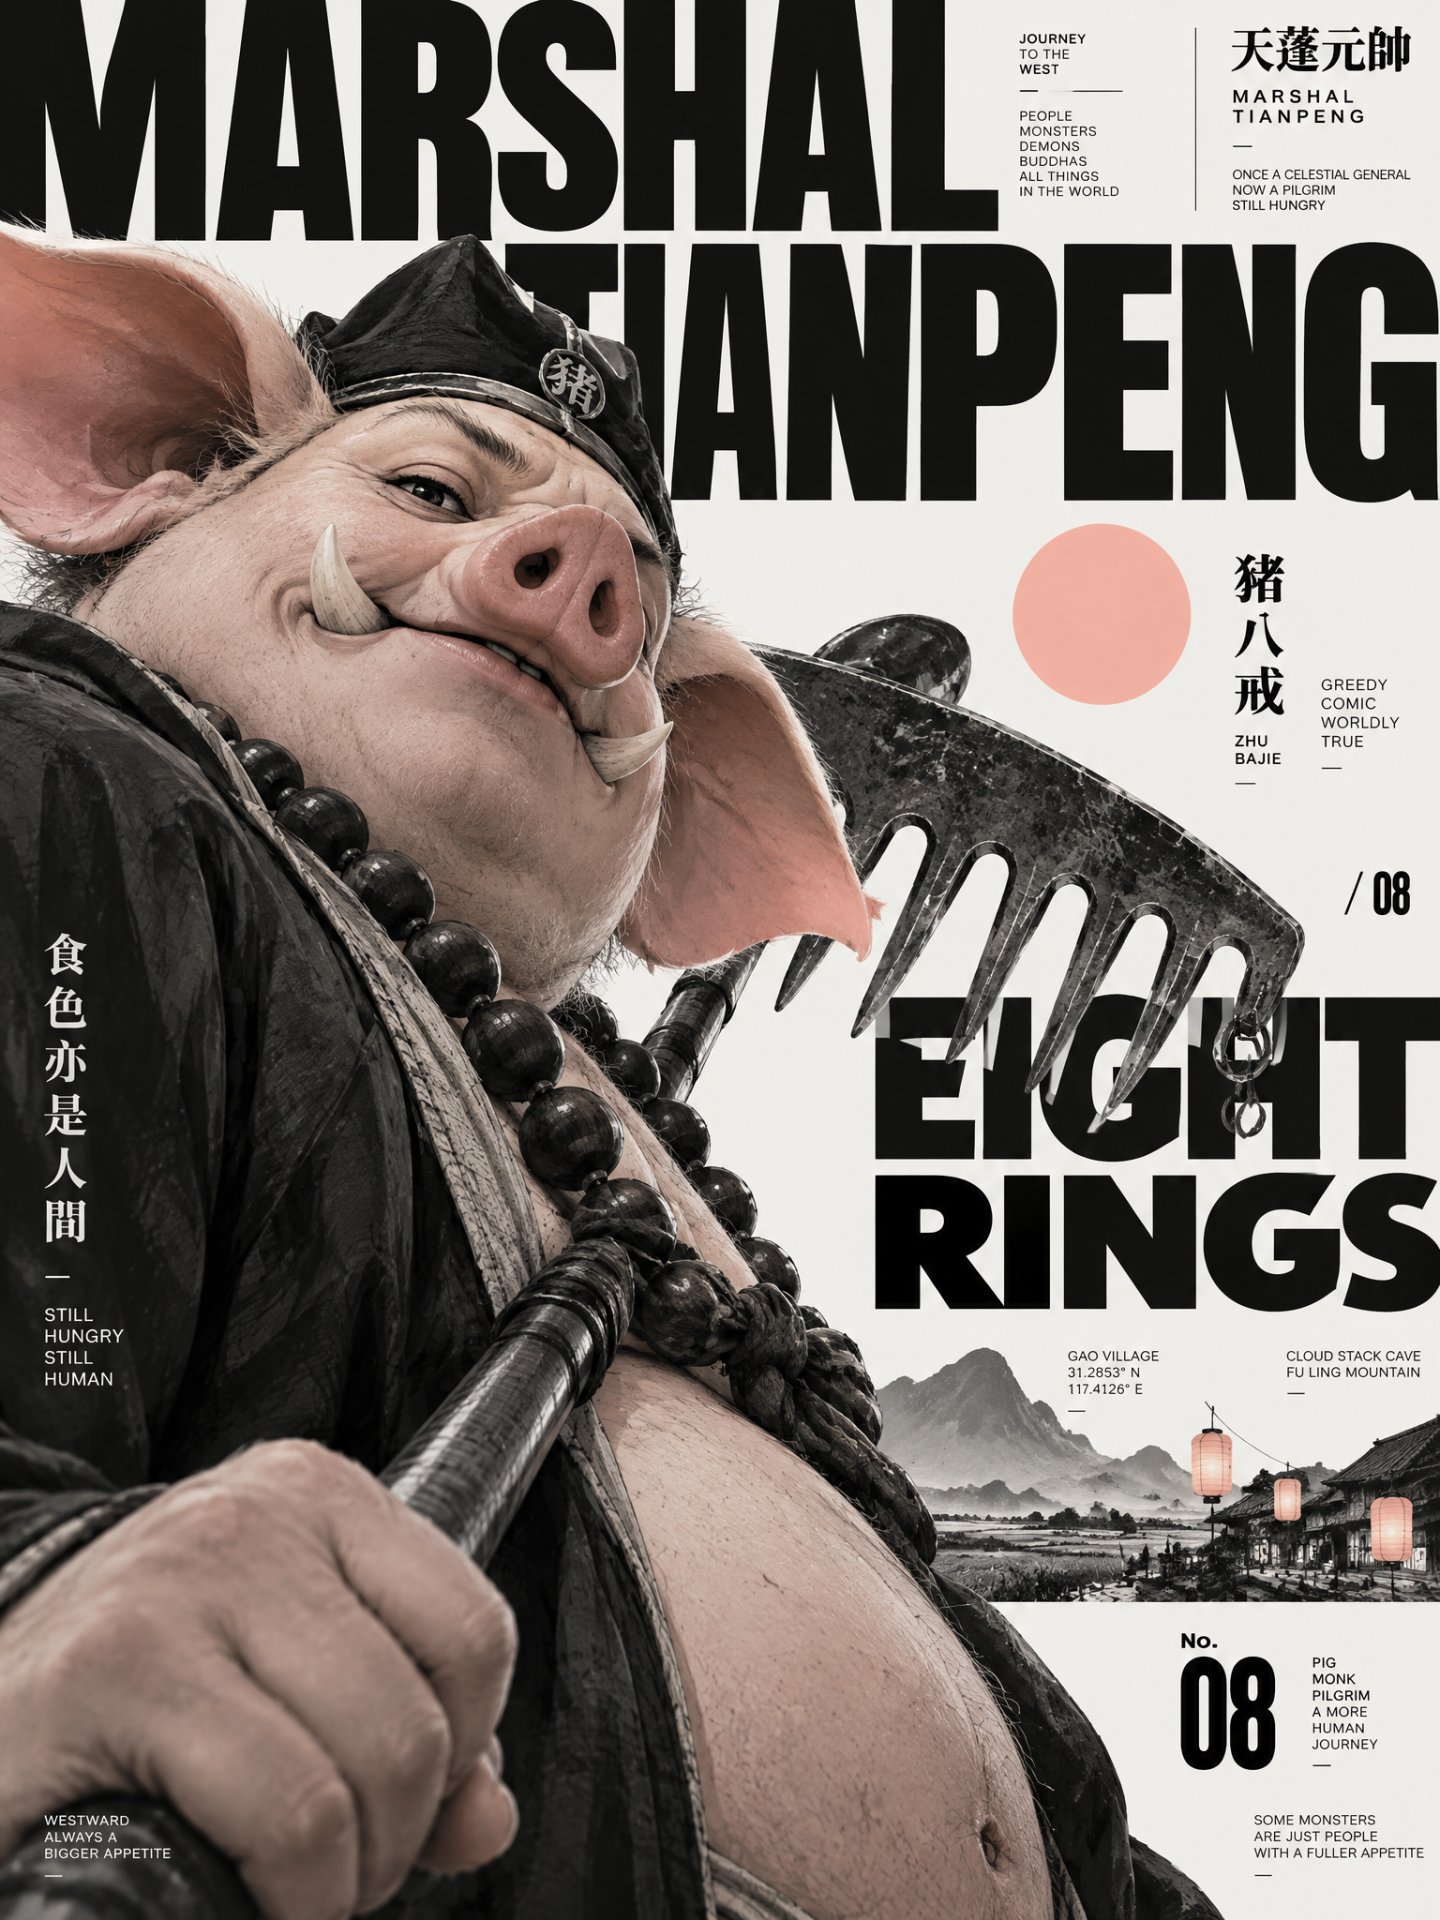 MARSHAL
TIANPENG
JOURNEY
TO THE
WEST
PEOPLE
MONSTERS
DEMONS
BUDDHAS
ALL THINGS
IN THE WORLD
天蓬元帥
MARSHAL
TIANPENG
ONCE A CELESTIAL GENERAL
NOW A PILGRIM
STILL HUNGRY
猪
猪八戒
ZHU
BAJIE
GREEDY
COMIC
WORLDLY
TRUE
/ 08
EIGHT
RINGS
食色亦是人間
STILL
HUNGRY
STILL
HUMAN
GAO VILLAGE
31.2853° N
117.4126° E
CLOUD STACK CAVE
FU LING MOUNTAIN
No.
08
PIG
MONK
PILGRIM
A MORE
HUMAN
JOURNEY
WESTWARD
ALWAYS A
BIGGER APPETITE
SOME MONSTERS
ARE JUST PEOPLE
WITH A FULLER APPETITE